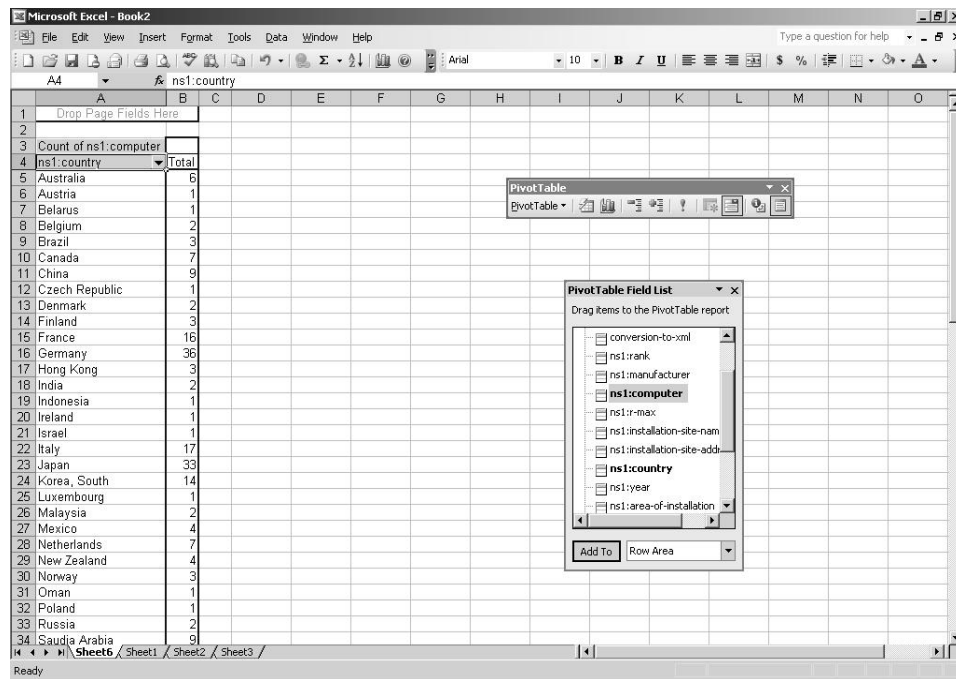 Microsoft Excel - Book2
File Edit View Insert Format Tools Data Window Help
Type a question for help
Arial 10 B I U $ %
A4 fx ns1:country
A B C D E F G H I J K L M N O
1 Drop Page Fields Here
2
3 Count of ns1:computer
4 ns1:country Total
5 Australia 6
6 Austria 1
7 Belarus 1
8 Belgium 2
9 Brazil 3
10 Canada 7
11 China 9
12 Czech Republic 1
13 Denmark 2
14 Finland 3
15 France 16
16 Germany 36
17 Hong Kong 3
18 India 2
19 Indonesia 1
20 Ireland 1
21 Israel 1
22 Italy 17
23 Japan 33
24 Korea, South 14
25 Luxembourg 1
26 Malaysia 2
27 Mexico 4
28 Netherlands 7
29 New Zealand 4
30 Norway 3
31 Oman 1
32 Poland 1
33 Russia 2
34 Saudia Arabia 9
PivotTable
PivotTable
PivotTable Field List
Drag items to the PivotTable report
conversion-to-xml
ns1:rank
ns1:manufacturer
ns1:computer
ns1:r-max
ns1:installation-site-nam
ns1:installation-site-addr
ns1:country
ns1:year
ns1:area-of-installation
Add To Row Area
Sheet6 Sheet1 Sheet2 Sheet3
Ready